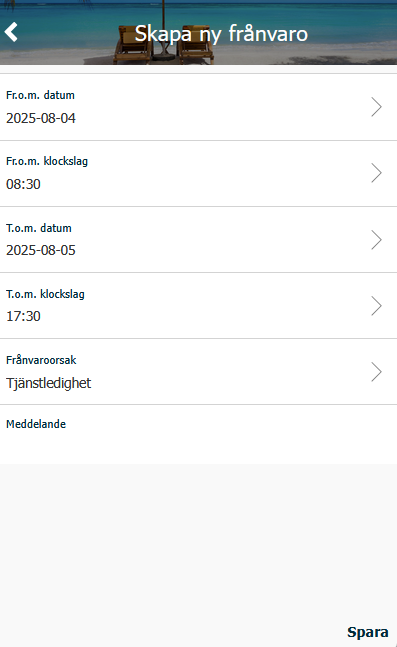 Skapa ny frånvaro
Fr.o.m. datum
2025-08-04
Fr.o.m. klockslag
08:30
T.o.m. datum
2025-08-05
T.o.m. klockslag
17:30
Frånvaroorsak
Tjänstledighet
Meddelande
Spara